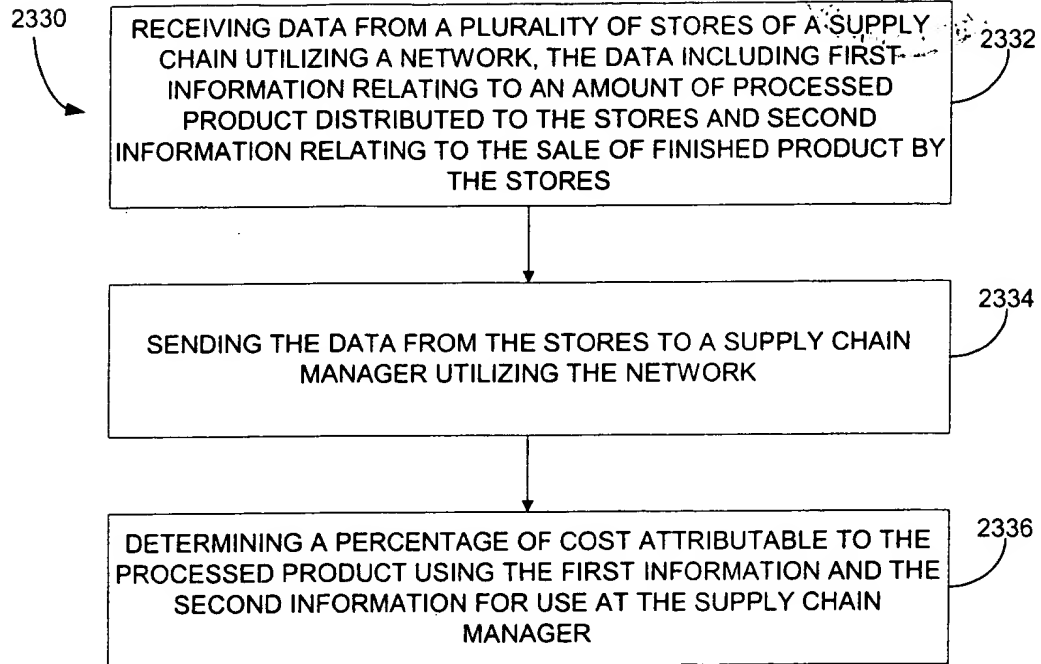 2330
RECEIVING DATA FROM A PLURALITY OF STORES OF A SUPPLY
CHAIN UTILIZING A NETWORK, THE DATA INCLUDING FIRST
INFORMATION RELATING TO AN AMOUNT OF PROCESSED
PRODUCT DISTRIBUTED TO THE STORES AND SECOND
INFORMATION RELATING TO THE SALE OF FINISHED PRODUCT BY
THE STORES
2332
SENDING THE DATA FROM THE STORES TO A SUPPLY CHAIN
MANAGER UTILIZING THE NETWORK
2334
DETERMINING A PERCENTAGE OF COST ATTRIBUTABLE TO THE
PROCESSED PRODUCT USING THE FIRST INFORMATION AND THE
SECOND INFORMATION FOR USE AT THE SUPPLY CHAIN
MANAGER
2336